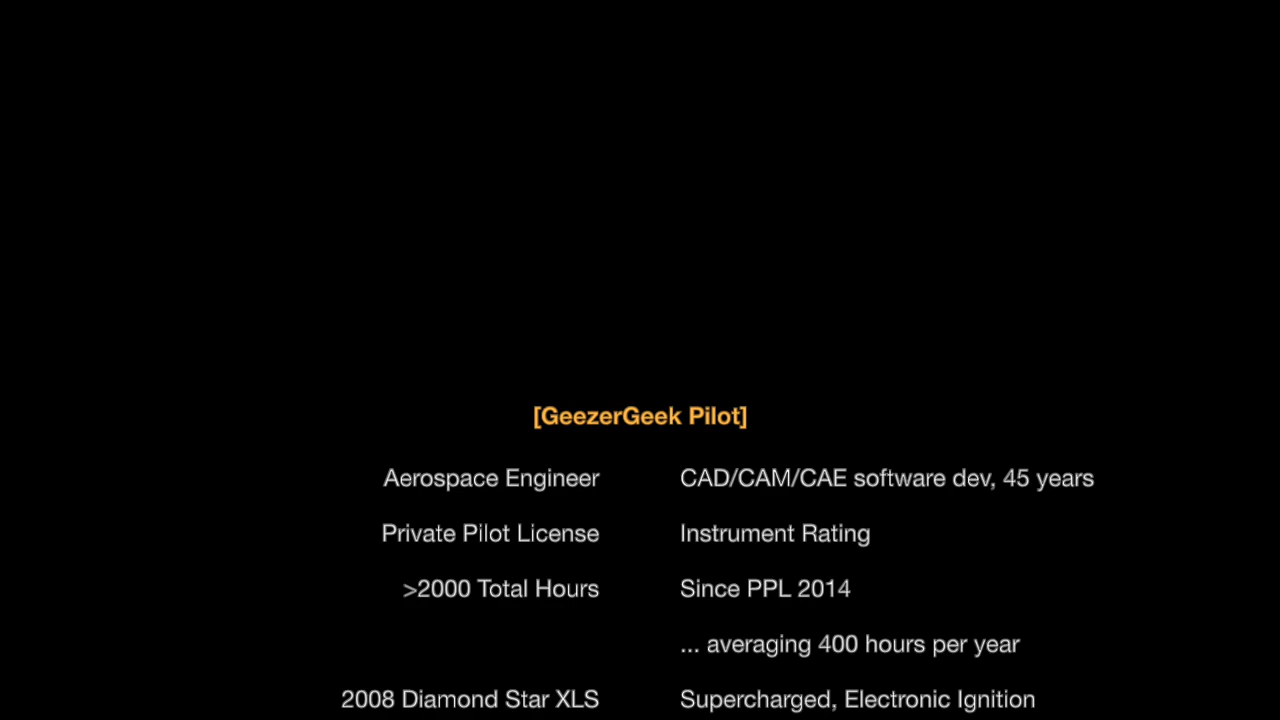 [GeezerGeek Pilot]
Aerospace Engineer CAD/CAM/CAE software dev, 45 years
Private Pilot License Instrument Rating
>2000 Total Hours Since PPL 2014
... averaging 400 hours per year
2008 Diamond Star XLS Supercharged, Electronic Ignition